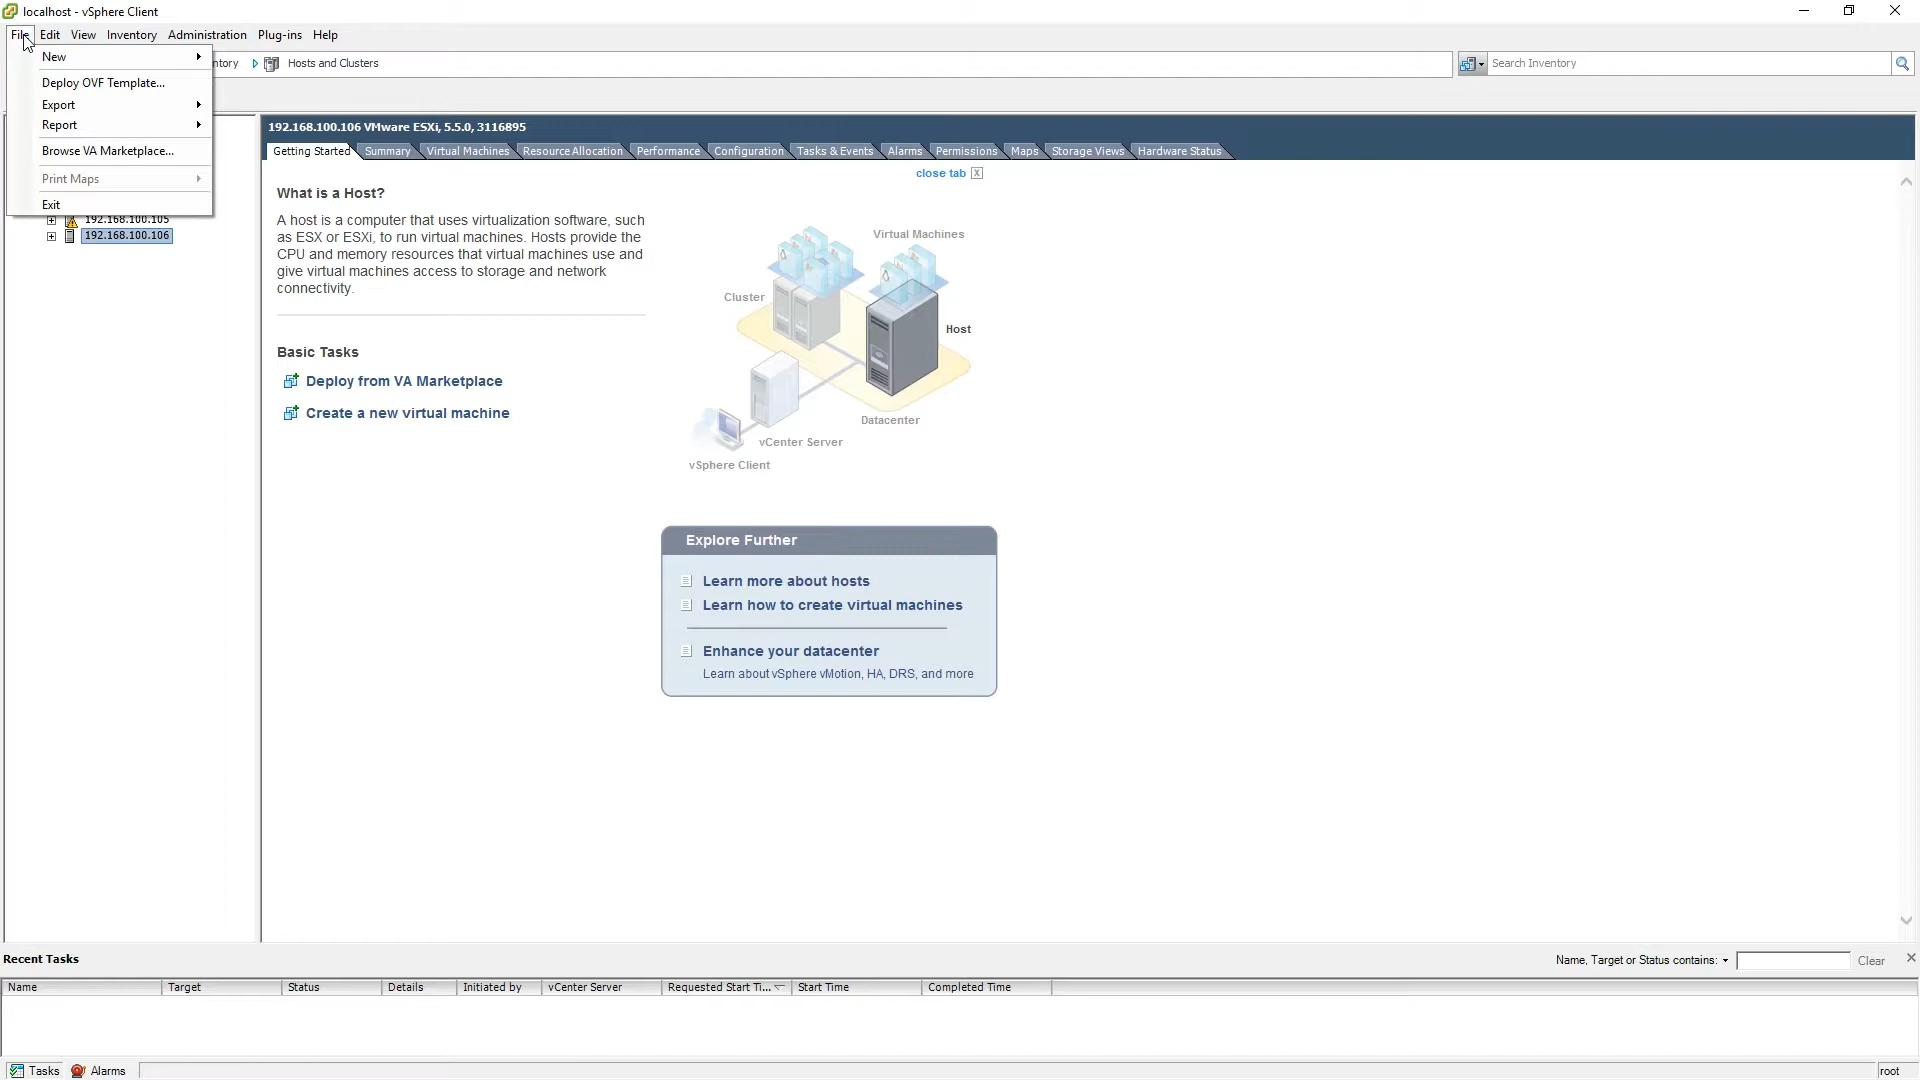 localhost - vSphere Client
File Edit View Inventory Administration Plug-ins Help
New
ntory Hosts and Clusters
Search Inventory
Deploy OVF Template...
Export
Report
Browse VA Marketplace...
Print Maps
Exit
192.168.100.105
192.168.100.106
192.168.100.106 VMware ESXi, 5.5.0, 3116895
Getting Started Summary Virtual Machines Resource Allocation Performance Configuration Tasks & Events Alarms Permissions Maps Storage Views Hardware Status
close tab X
What is a Host?
A host is a computer that uses virtualization software, such
as ESX or ESXi, to run virtual machines. Hosts provide the
CPU and memory resources that virtual machines use and
give virtual machines access to storage and network
connectivity.
Basic Tasks
Deploy from VA Marketplace
Create a new virtual machine
Virtual Machines
Cluster
Host
Datacenter
vCenter Server
vSphere Client
Explore Further
Learn more about hosts
Learn how to create virtual machines
Enhance your datacenter
Learn about vSphere vMotion, HA, DRS, and more
Recent Tasks
Name, Target or Status contains: Clear
Name Target Status Details Initiated by vCenter Server Requested Start Ti... Start Time Completed Time
Tasks Alarms
root